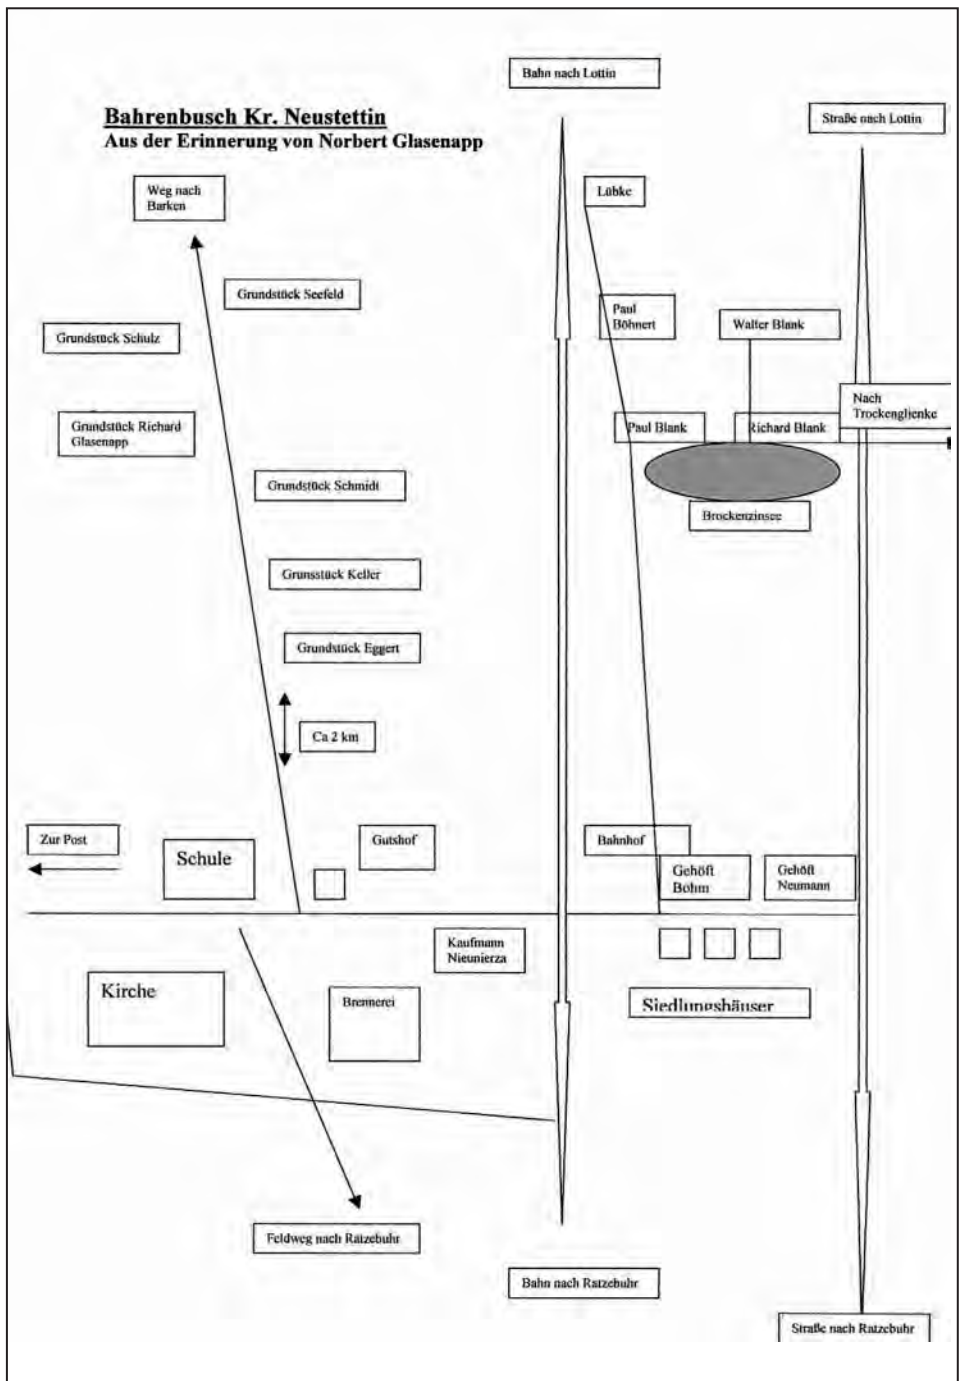 Bahn nach Lottin
Bahrenbusch Kr. Neustettin
Aus der Erinnerung von Norbert Glasenapp
Straße nach Lottin
Weg nach
Barken
Lübke
Grundstück Seefeld
Paul
Böhnert
Walter Blank
Grundstück Schulz
Nach
Trockenglienke
Grundstück Richard
Glasenapp
Paul Blank
Richard Blank
Grundstück Schmidt
Brockenzinsee
Grunsstück Keller
Grundstück Eggert
Ca 2 km
Zur Post
Schule
Gutshof
Bahnhof
Gehöft
Böhm
Gehöft
Neumann
Kaufmann
Nieunierza
Kirche
Brennerei
Siedlungshäuser
Feldweg nach Ratzebuhr
Bahn nach Ratzebuhr
Straße nach Ratzebuhr